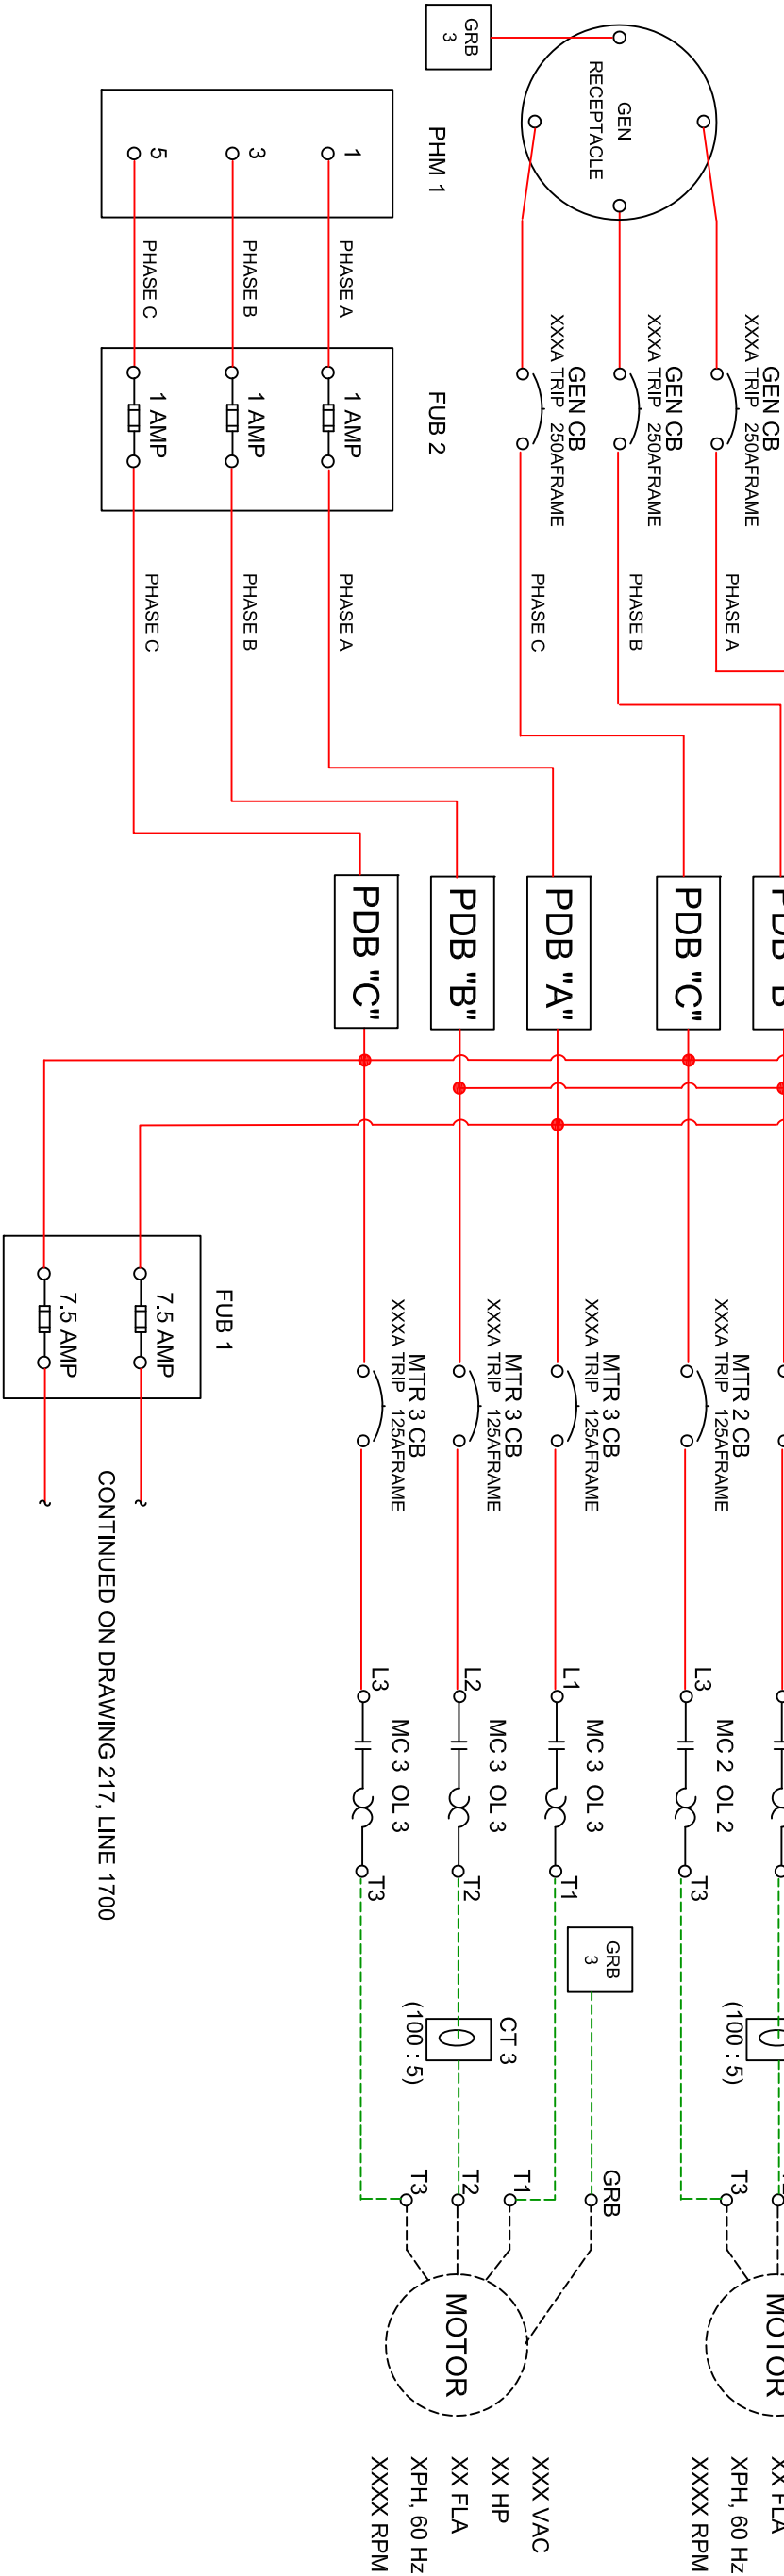 GRB
3
GEN
RECEPTACLE
GEN CB
XXXA TRIP 250AFRAME
PHASE A
GEN CB
XXXA TRIP 250AFRAME
PHASE B
GEN CB
XXXA TRIP 250AFRAME
PHASE C
PHM 1
1
3
5
PHASE A
PHASE B
PHASE C
FUB 2
1 AMP
1 AMP
1 AMP
PHASE A
PHASE B
PHASE C
PDB "B
PDB "C"
PDB "A"
PDB "B"
PDB "C"
MTR 2 CB
XXXA TRIP 125AFRAME
L3
MC 2 OL 2
T3
(100 : 5)
T3
MOTOR
XX FLA
XPH, 60 Hz
XXXX RPM
MTR 3 CB
XXXA TRIP 125AFRAME
L1
MC 3 OL 3
T1
GRB
3
GRB
T1
MTR 3 CB
XXXA TRIP 125AFRAME
L2
MC 3 OL 3
T2
CT 3
(100 : 5)
T2
MTR 3 CB
XXXA TRIP 125AFRAME
L3
MC 3 OL 3
T3
T3
MOTOR
XXX VAC
XX HP
XX FLA
XPH, 60 Hz
XXXX RPM
FUB 1
7.5 AMP
7.5 AMP
CONTINUED ON DRAWING 217, LINE 1700